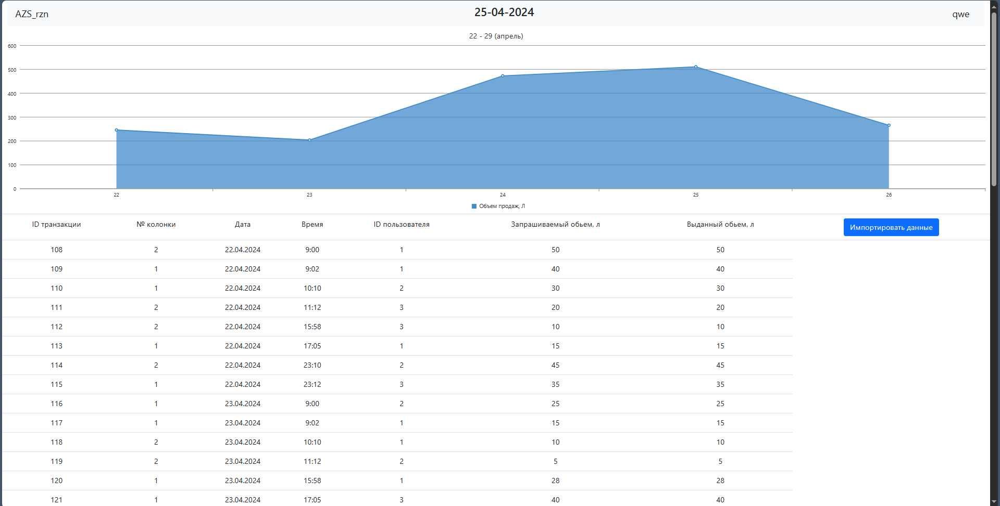 AZS_rzn 25-04-2024 qwe
22 - 29 (апрель)
600
500
400
300
200
100
0
22 23 24 25 26
Объем продаж, Л
ID транзакции № колонки Дата Время ID пользователя Запрашиваемый обьем, л Выданный обьем, л Импортировать данные
108 2 22.04.2024 9:00 1 50 50
109 1 22.04.2024 9:02 1 40 40
110 1 22.04.2024 10:10 2 30 30
111 2 22.04.2024 11:12 3 20 20
112 2 22.04.2024 15:58 3 10 10
113 1 22.04.2024 17:05 1 15 15
114 2 22.04.2024 23:10 2 45 45
115 1 22.04.2024 23:12 3 35 35
116 1 23.04.2024 9:00 2 25 25
117 1 23.04.2024 9:02 1 15 15
118 2 23.04.2024 10:10 1 10 10
119 2 23.04.2024 11:12 2 5 5
120 1 23.04.2024 15:58 1 28 28
121 1 23.04.2024 17:05 3 40 40